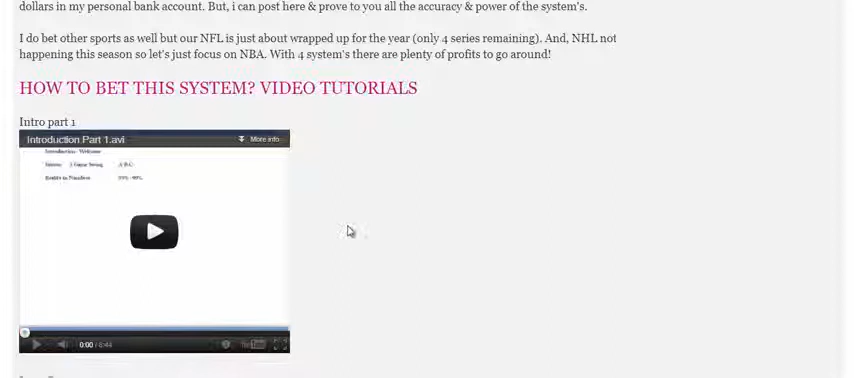 dollars in my personal bank account. But, i can post here & prove to you all the accuracy & power of the system's.
I do bet other sports as well but our NFL is just about wrapped up for the year (only 4 series remaining). And, NHL not
happening this season so let's just focus on NBA. With 4 system's there are plenty of profits to go around!
HOW TO BET THIS SYSTEM? VIDEO TUTORIALS
Intro part 1
Introduction Part 1.avi More info
Introduction- Welcome
3 Game Swing A-B-C
0:00 / 8:44